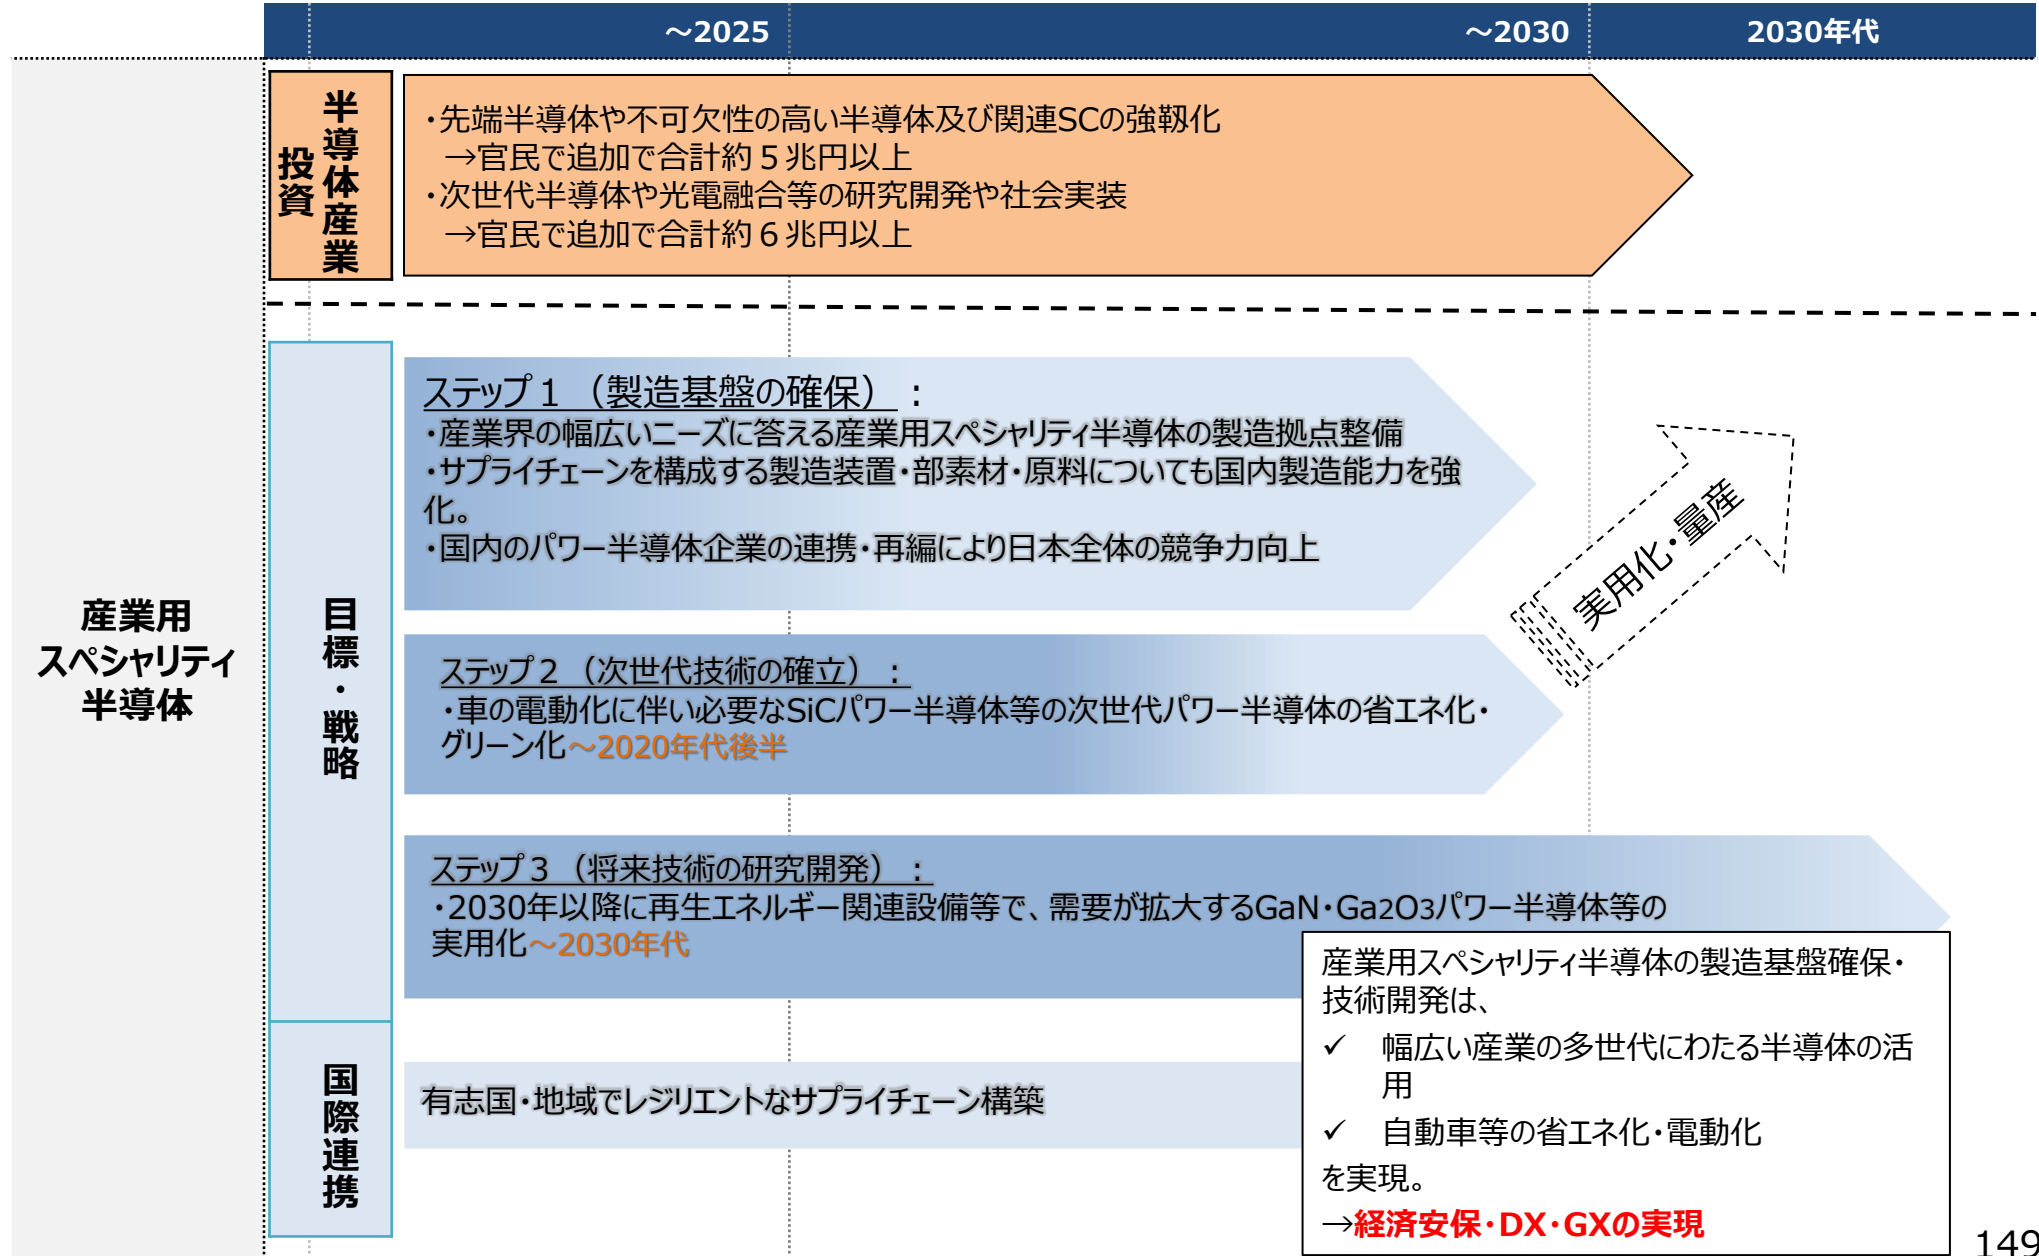 ～2025
～2030
2030年代
産業用
スペシャリティ
半導体
半導体産業
投資
・先端半導体や不可欠性の高い半導体及び関連SCの強靱化
→官民で追加で合計約５兆円以上
・次世代半導体や光電融合等の研究開発や社会実装
→官民で追加で合計約６兆円以上
目標・戦略
ステップ１（製造基盤の確保）：
・産業界の幅広いニーズに答える産業用スペシャリティ半導体の製造拠点整備
・サプライチェーンを構成する製造装置・部素材・原料についても国内製造能力を強
化。
・国内のパワー半導体企業の連携・再編により日本全体の競争力向上
実用化・量産
ステップ２（次世代技術の確立）：
・車の電動化に伴い必要なSiCパワー半導体等の次世代パワー半導体の省エネ化・
グリーン化～2020年代後半
ステップ３（将来技術の研究開発）：
・2030年以降に再生エネルギー関連設備等で、需要が拡大するGaN・Ga2O3パワー半導体等の
実用化～2030年代
国際連携
有志国・地域でレジリエントなサプライチェーン構築
産業用スペシャリティ半導体の製造基盤確保・
技術開発は、
✓ 幅広い産業の多世代にわたる半導体の活
用
✓ 自動車等の省エネ化・電動化
を実現。
→経済安保・DX・GXの実現
149